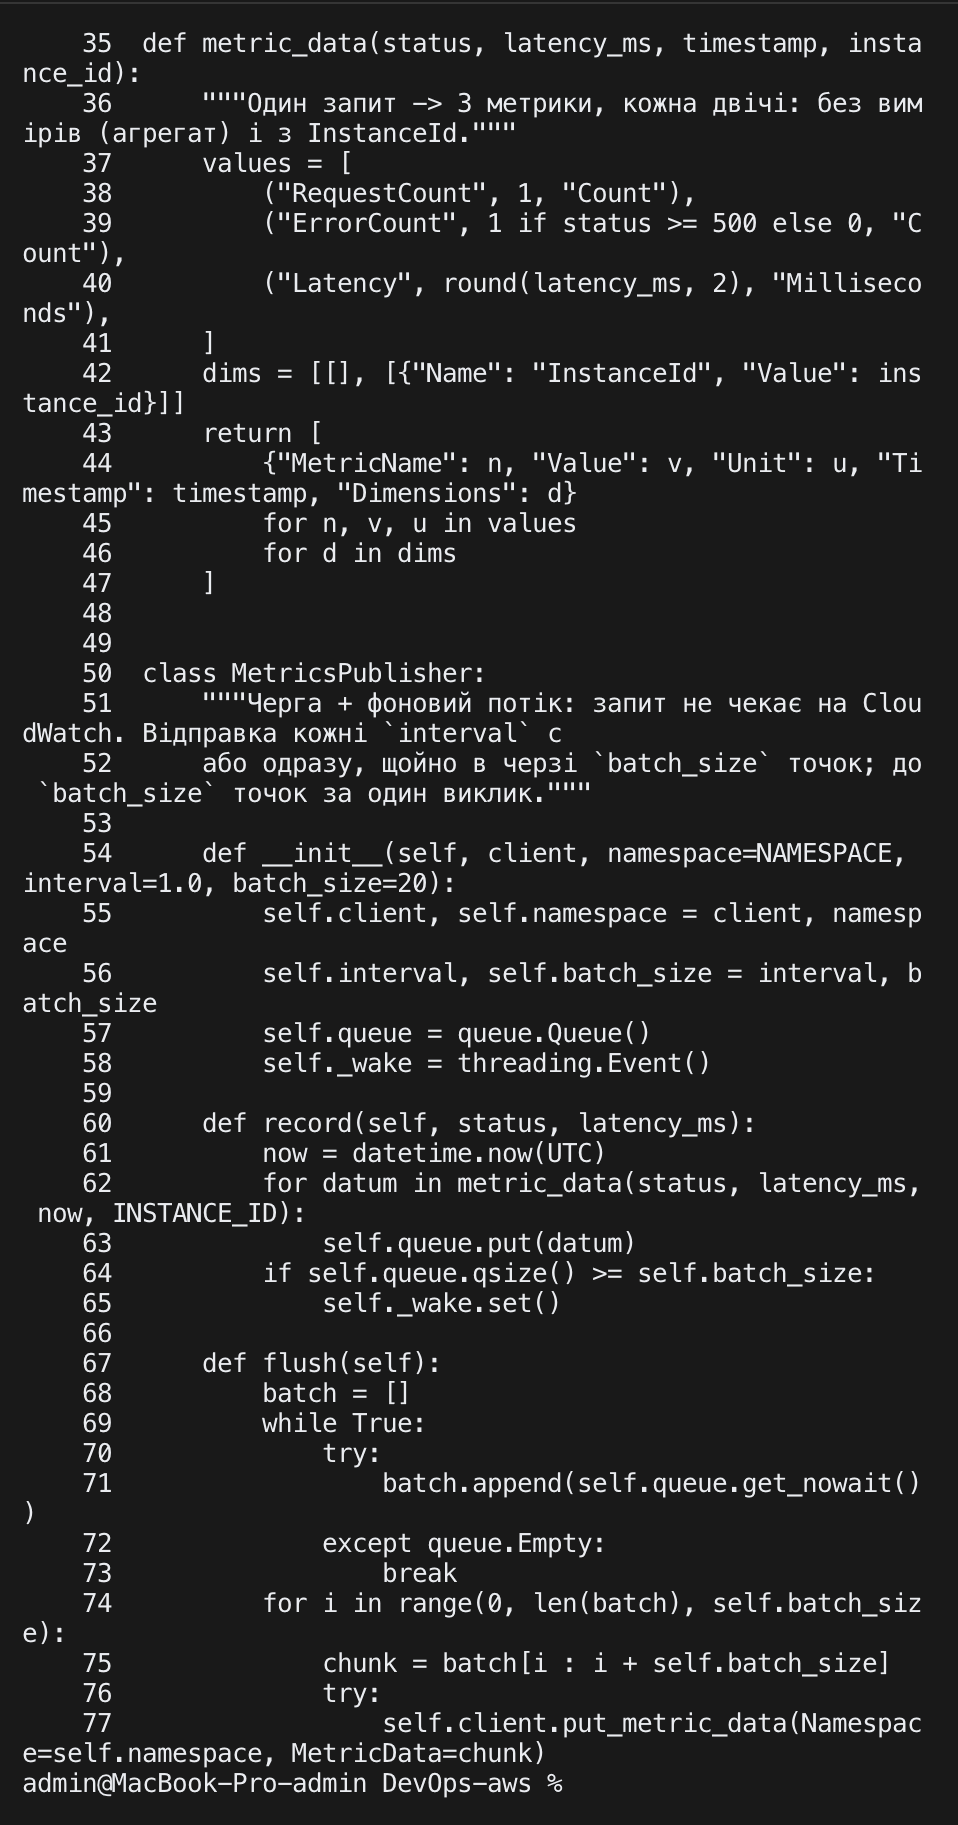 35  def metric_data(status, latency_ms, timestamp, insta
nce_id):
    36      """Один запит -> 3 метрики, кожна двічі: без вим
ірів (агрегат) і з InstanceId."""
    37      values = [
    38          ("RequestCount", 1, "Count"),
    39          ("ErrorCount", 1 if status >= 500 else 0, "C
ount"),
    40          ("Latency", round(latency_ms, 2), "Milliseco
nds"),
    41      ]
    42      dims = [[], [{"Name": "InstanceId", "Value": ins
tance_id}]]
    43      return [
    44          {"MetricName": n, "Value": v, "Unit": u, "Ti
mestamp": timestamp, "Dimensions": d}
    45          for n, v, u in values
    46          for d in dims
    47      ]
    48
    49
    50  class MetricsPublisher:
    51      """Черга + фоновий потік: запит не чекає на Clou
dWatch. Відправка кожні `interval` с
    52      або одразу, щойно в черзі `batch_size` точок; до
 `batch_size` точок за один виклик."""
    53
    54      def __init__(self, client, namespace=NAMESPACE,
interval=1.0, batch_size=20):
    55          self.client, self.namespace = client, namesp
ace
    56          self.interval, self.batch_size = interval, b
atch_size
    57          self.queue = queue.Queue()
    58          self._wake = threading.Event()
    59
    60      def record(self, status, latency_ms):
    61          now = datetime.now(UTC)
    62          for datum in metric_data(status, latency_ms,
 now, INSTANCE_ID):
    63              self.queue.put(datum)
    64          if self.queue.qsize() >= self.batch_size:
    65              self._wake.set()
    66
    67      def flush(self):
    68          batch = []
    69          while True:
    70              try:
    71                  batch.append(self.queue.get_nowait()
)
    72              except queue.Empty:
    73                  break
    74          for i in range(0, len(batch), self.batch_siz
e):
    75              chunk = batch[i : i + self.batch_size]
    76              try:
    77                  self.client.put_metric_data(Namespac
e=self.namespace, MetricData=chunk)
admin@MacBook-Pro-admin DevOps-aws %